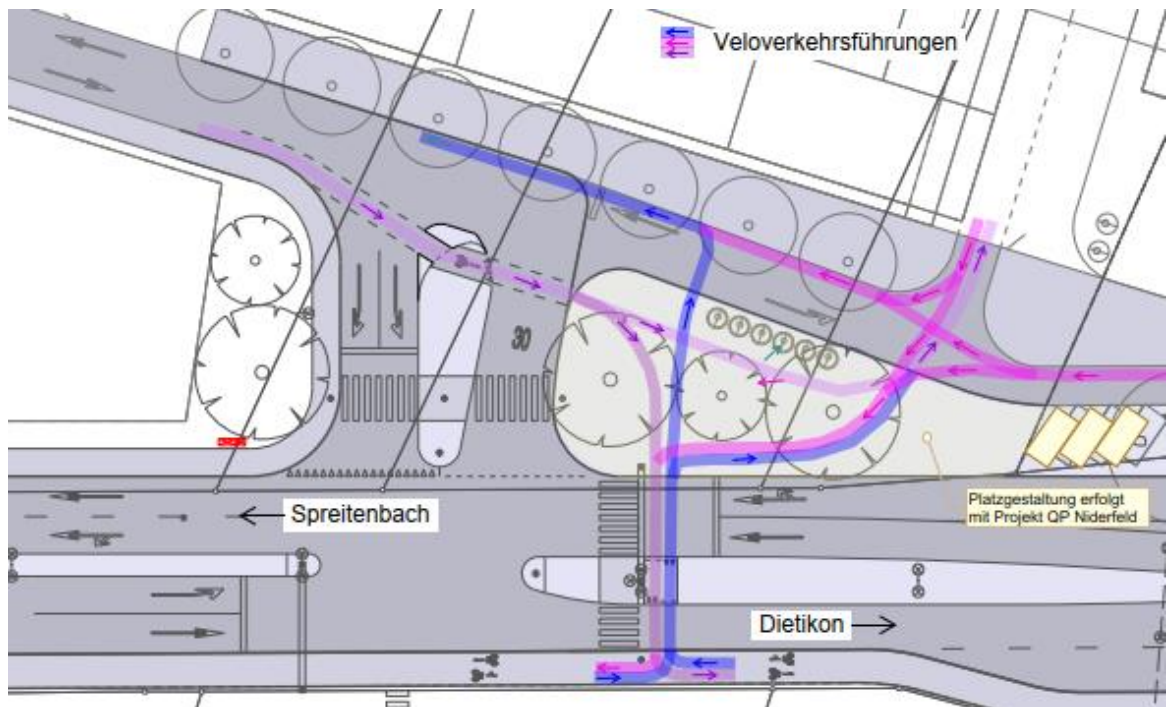 Veloverkehrsführungen
30
Spreitenbach
Platzgestaltung erfolgt
mit Projekt QP Niderfeld
Dietikon